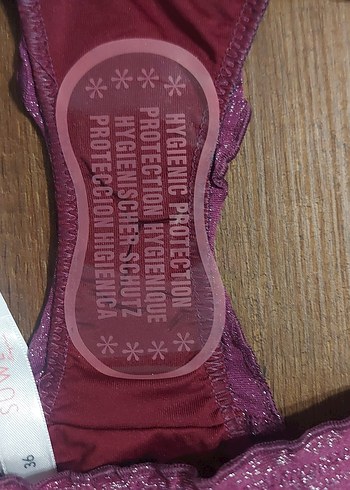 HYGIENIC PROTECTION
PROTECTION HYGIENIQUE
HYGIENISCHER SCHUTZ
PROTECCION HIGIENICA
36